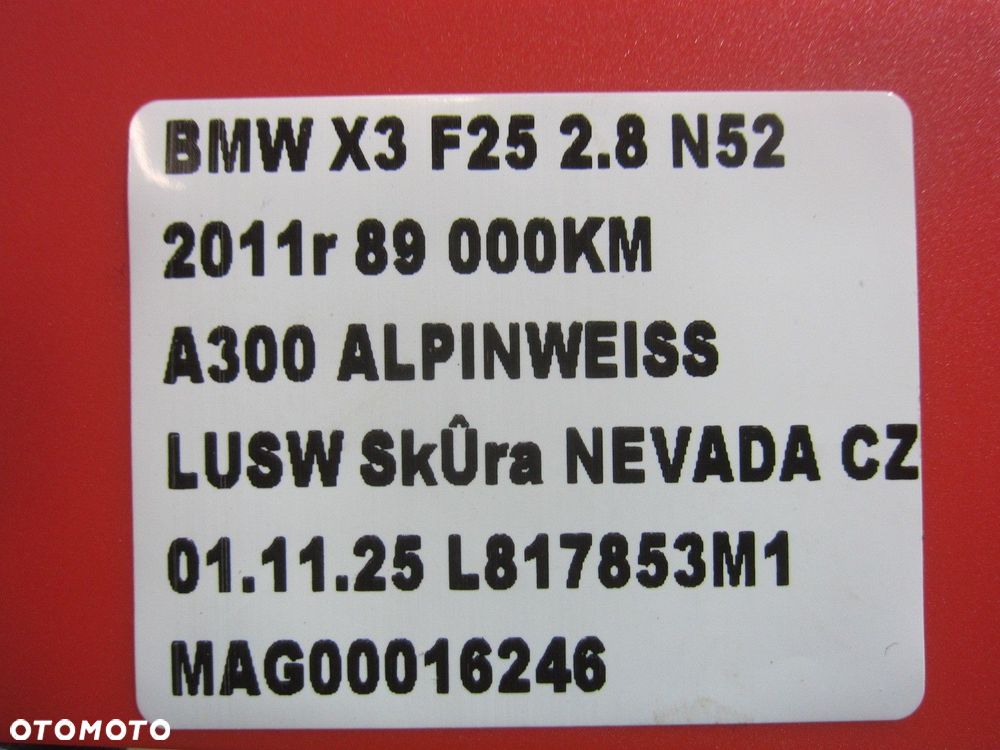 BMW X3 F25 2.8 N52
2011r 89 000KM
A300 ALPINWEISS
LUSW SkÛra NEVADA CZ
01.11.25 L817853M1
MAG00016246
OTOMOTO